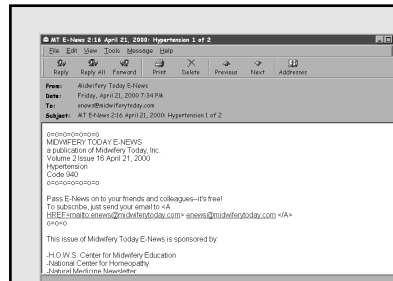 MT E-News 2:16 April 21, 2000: Hypertension 1 of 2
File Edit View Tools Message Help
Reply Reply All Forward Print Delete Previous Next Addresses
From: Midwifery Today E-News
Date: Friday, April 21, 2000 7:34 PM
To: enews@midwiferytoday.com
Subject: MT E-News 2:16 April 21, 2000: Hypertension 1 of 2
o=o=o=o=o=o=o
MIDWIFERY TODAY E-NEWS
a publication of Midwifery Today, Inc.
Volume 2 Issue 16 April 21, 2000
Hypertension
Code 940
o=o=o=o=o=o=o
Pass E-News on to your friends and colleagues--it's free!
To subscribe, just send your email to <A
HREF=mailto:enews@midwiferytoday.com> enews@midwiferytoday.com </A>
o=o=o
This issue of Midwifery Today E-News is sponsored by:
-H.O.W.S. Center for Midwifery Education
-National Center for Homeopathy
-Natural Medicine Newsletter